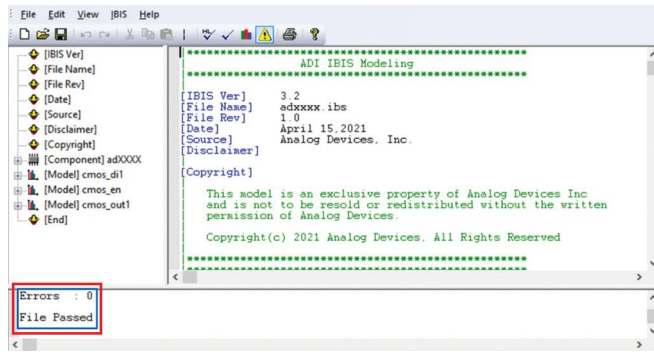 File Edit View IBIS Help
[IBIS Ver]
[File Name]
[File Rev]
[Date]
[Source]
[Disclaimer]
[Copyright]
[Component] adXXXX
[Model] cmos_di1
[Model] cmos_en
[Model] cmos_out1
[End]
|****************************************************
ADI IBIS Modeling
|****************************************************
[IBIS Ver] 3.2
[File Name] adxxxx.ibs
[File Rev] 1.0
[Date] April 15,2021
[Source] Analog Devices, Inc.
[Disclaimer]
[Copyright]
This model is an exclusive property of Analog Devices Inc
and is not to be resold or redistributed without the written
permission of Analog Devices.
Copyright(c) 2021 Analog Devices, All Rights Reserved
|****************************************************
|****************************************************
Errors : 0
File Passed